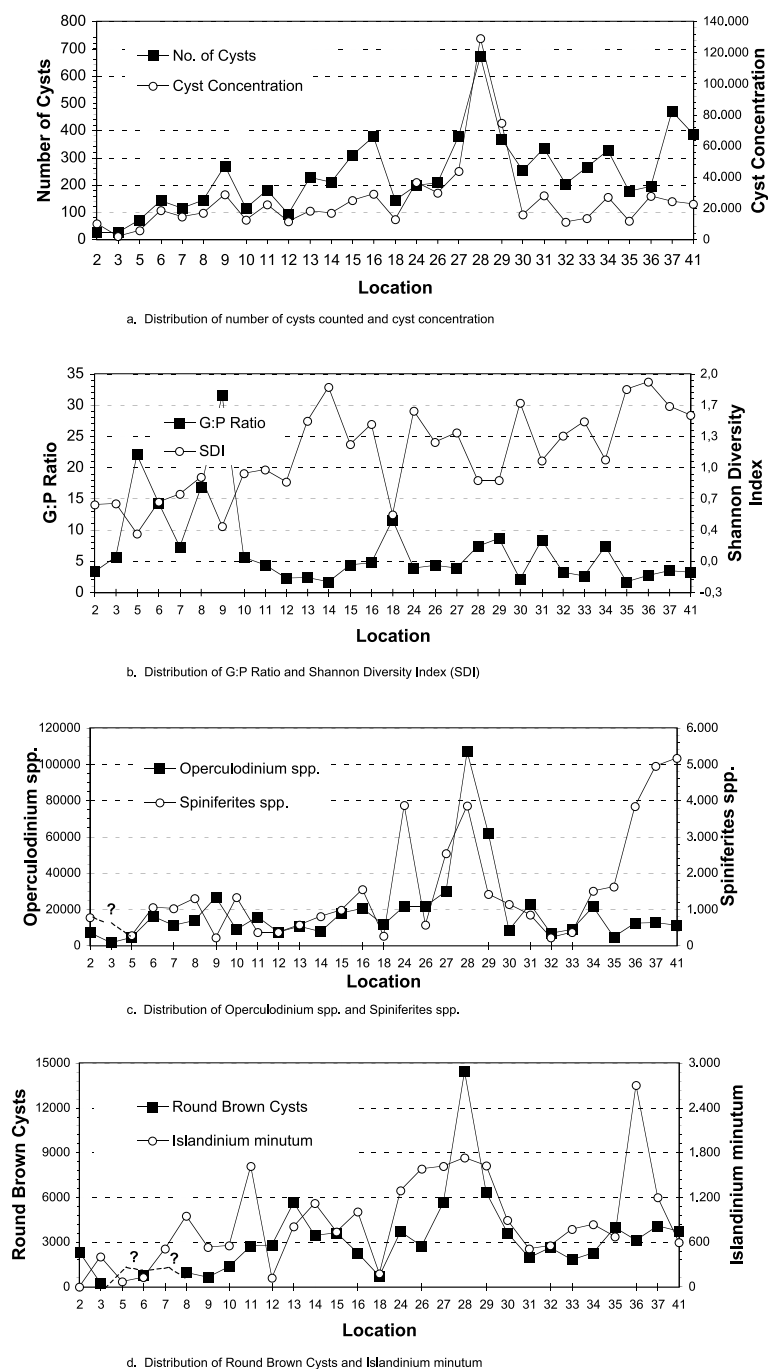 800
700
600
500
400
300
200
100
0
Number of Cysts
No. of Cysts
Cyst Concentration
140.000
120.000
100.000
80.000
60.000
40.000
20.000
0
Cyst Concentration
2 3 5 6 7 8 9 10 11 12 13 14 15 16 18 24 26 27 28 29 30 31 32 33 34 35 36 37 41
Location
a. Distribution of number of cysts counted and cyst concentration
35
30
25
20
15
10
5
0
G:P Ratio
G:P Ratio
SDI
2,0
1,7
1,3
1,0
0,7
0,4
0,0
-0,3
Shannon Diversity
Index
2 3 5 6 7 8 9 10 11 12 13 14 15 16 18 24 26 27 28 29 30 31 32 33 34 35 36 37 41
Location
b. Distribution of G:P Ratio and Shannon Diversity Index (SDI)
120000
100000
80000
60000
40000
20000
0
Operculodinium spp.
Operculodinium spp.
Spiniferites spp.
?
6.000
5.000
4.000
3.000
2.000
1.000
0
Spiniferites spp.
2 3 5 6 7 8 9 10 11 12 13 14 15 16 18 24 26 27 28 29 30 31 32 33 34 35 36 37 41
Location
c. Distribution of Operculodinium spp. and Spiniferites spp.
15000
12000
9000
6000
3000
0
Round Brown Cysts
Round Brown Cysts
Islandinium minutum
? ?
3.000
2.400
1.800
1.200
600
0
Islandinium minutum
2 3 5 6 7 8 9 10 11 12 13 14 15 16 18 24 26 27 28 29 30 31 32 33 34 35 36 37 41
Location
d. Distribution of Round Brown Cysts and Islandinium minutum